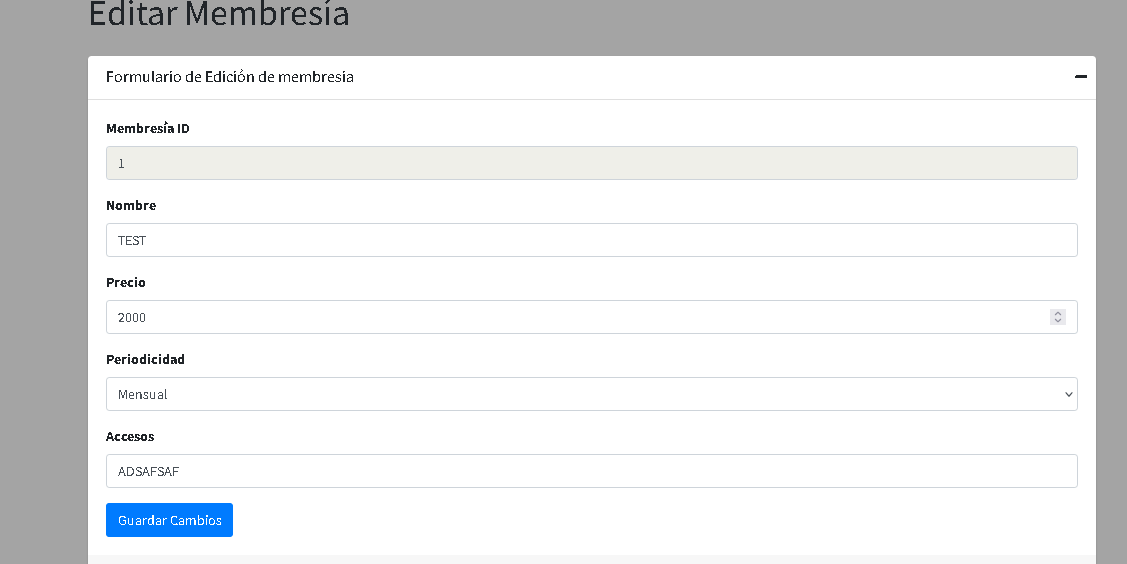 Editar Membresía
Formulario de Edición de membresia
Membresía ID
1
Nombre
TEST
Precio
2000
Periodicidad
Mensual
Accesos
ADSAFSAF
Guardar Cambios